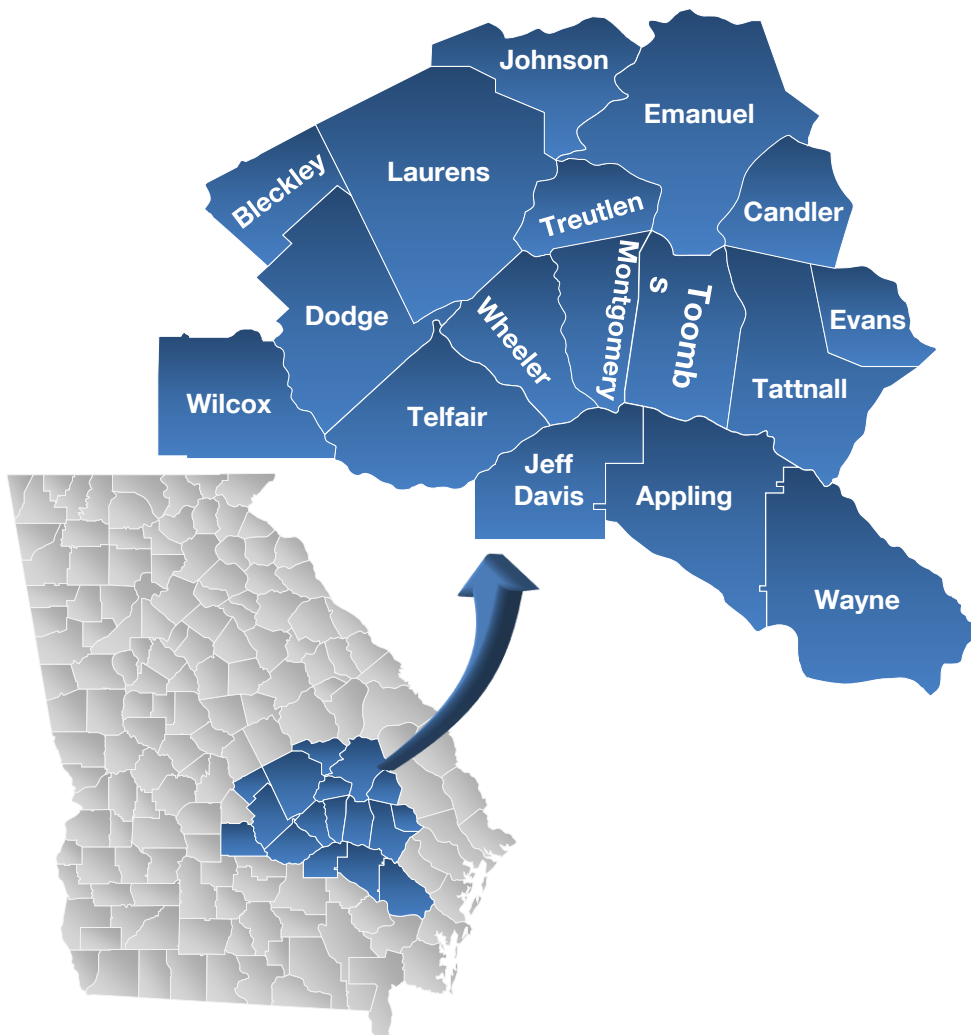 Johnson
Emanuel
Bleckley
Laurens
Candler
Treutlen
Dodge
Wheeler
Montgomery
Toomb
s
Evans
Wilcox
Telfair
Tattnall
Jeff
Davis
Appling
Wayne